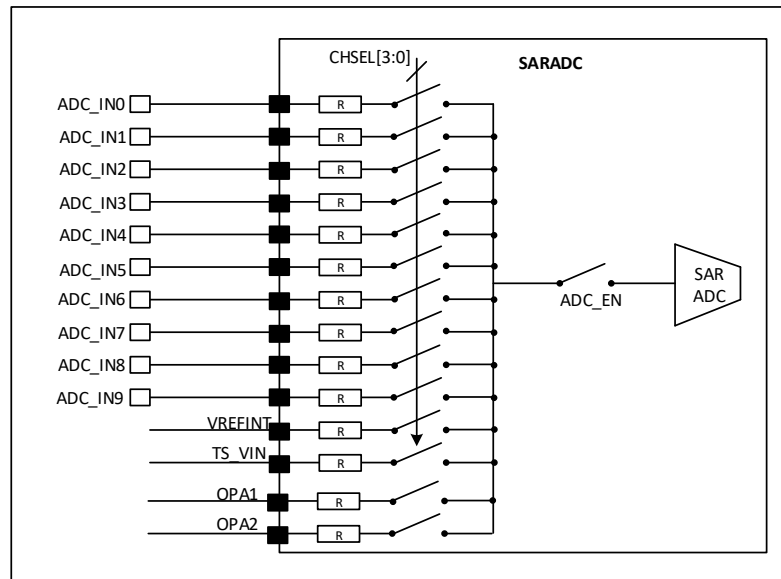 CHSEL[3:0]
SARADC
ADC_IN0
R
ADC_IN1
R
ADC_IN2
R
ADC_IN3
R
ADC_IN4
R
ADC_IN5
R
SAR
ADC
ADC_IN6
R
ADC_EN
ADC_IN7
R
ADC_IN8
R
ADC_IN9
R
VREFINT
R
TS_VIN
R
OPA1
R
OPA2
R